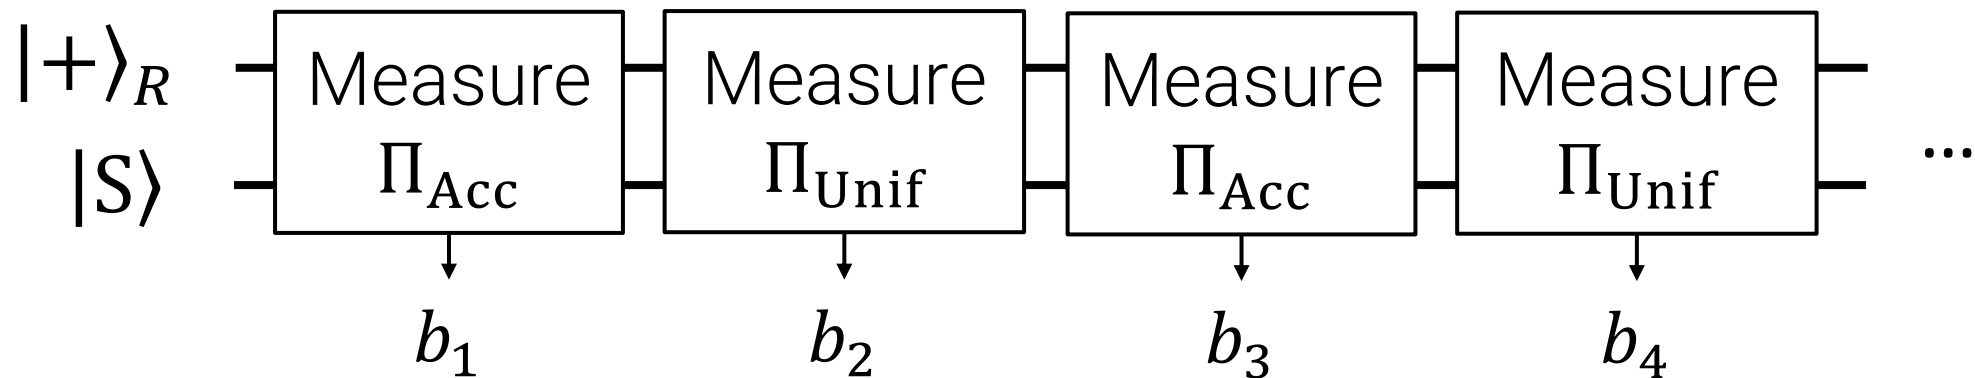 |+⟩_R Measure Measure Measure Measure
|S⟩ Π_Acc Π_Unif Π_Acc Π_Unif ...
b_1 b_2 b_3 b_4